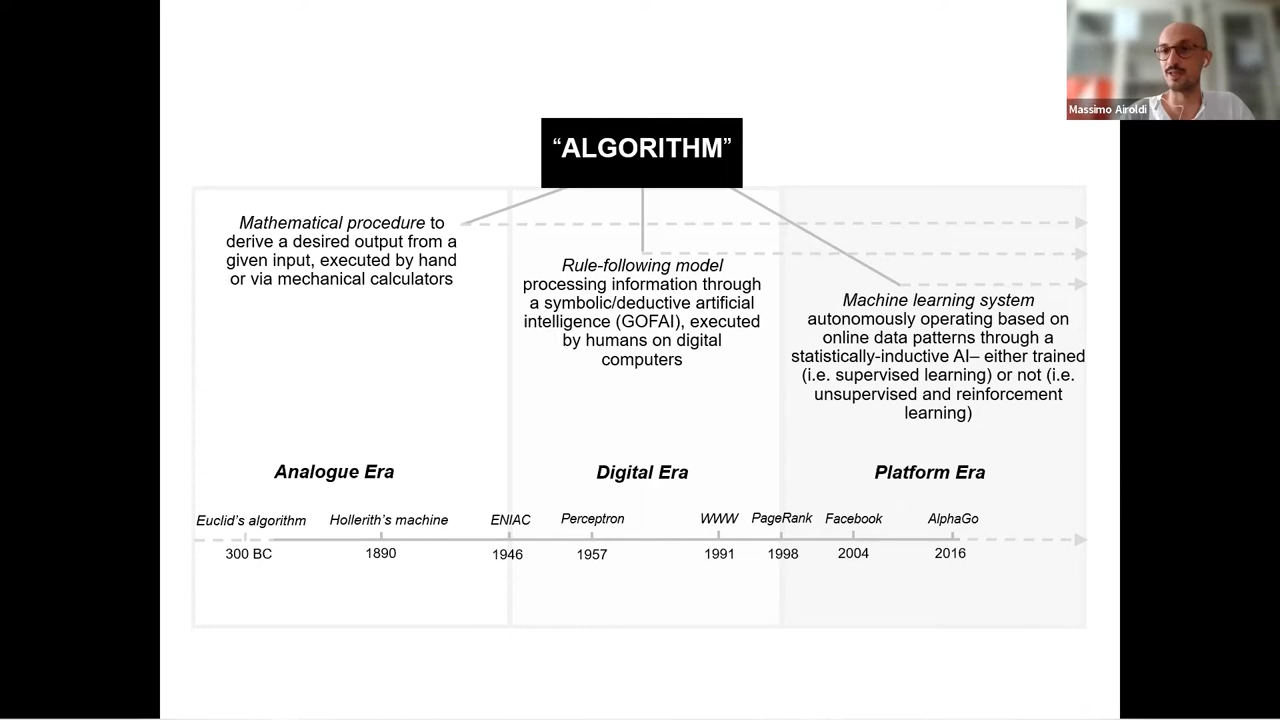 Massimo Airoldi
“ALGORITHM”
Mathematical procedure to
derive a desired output from a
given input, executed by hand
or via mechanical calculators
Rule-following model
processing information through
a symbolic/deductive artificial
intelligence (GOFAI), executed
by humans on digital
computers
Machine learning system
autonomously operating based on
online data patterns through a
statistically-inductive AI– either trained
(i.e. supervised learning) or not (i.e.
unsupervised and reinforcement
learning)
Analogue Era
Digital Era
Platform Era
Euclid’s algorithm
Hollerith’s machine
ENIAC
Perceptron
WWW
PageRank
Facebook
AlphaGo
300 BC
1890
1946
1957
1991
1998
2004
2016